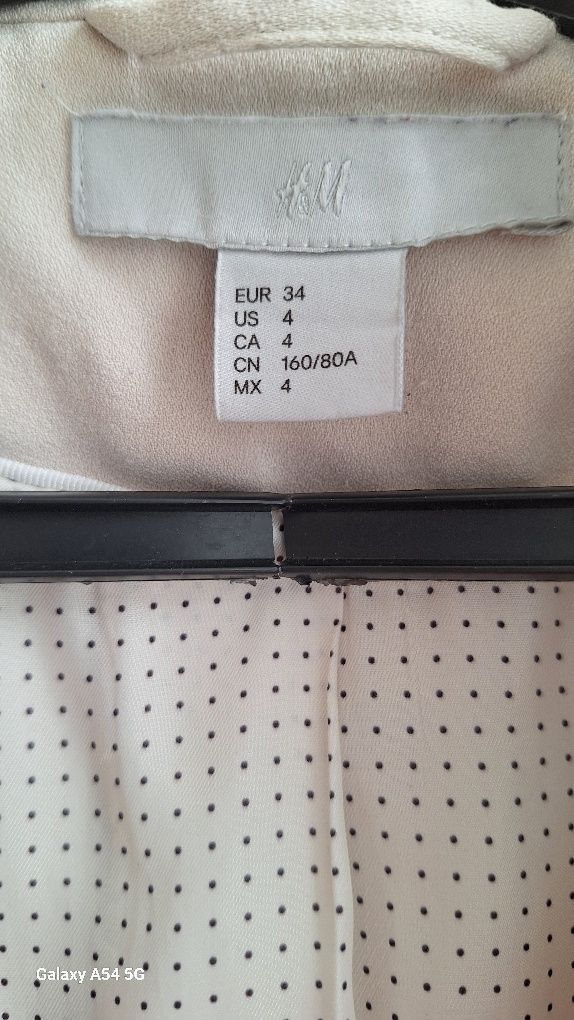 H&M
EUR 34
US 4
CA 4
CN 160/80A
MX 4
Galaxy A54 5G